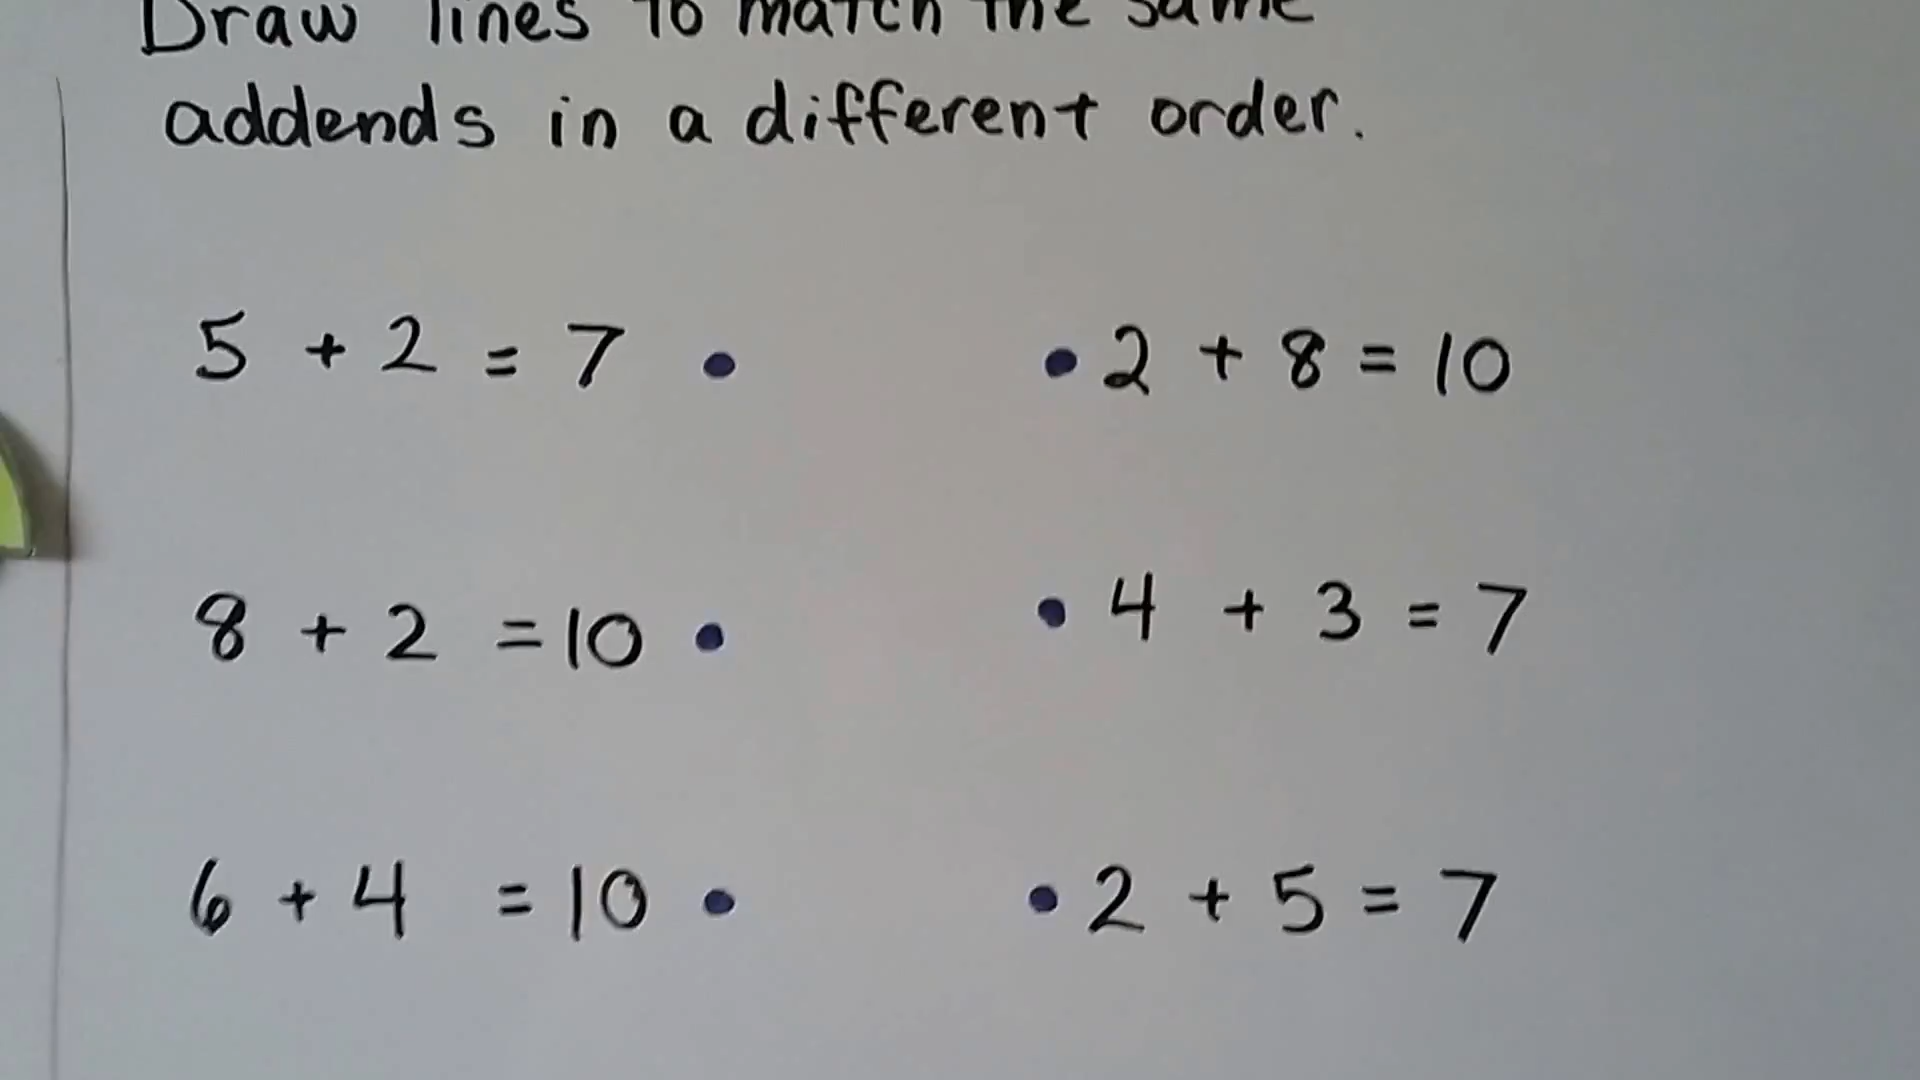 Draw lines to match the same
addends in a different order.
5 + 2 = 7 • • 2 + 8 = 10
8 + 2 = 10 • • 4 + 3 = 7
6 + 4 = 10 • • 2 + 5 = 7